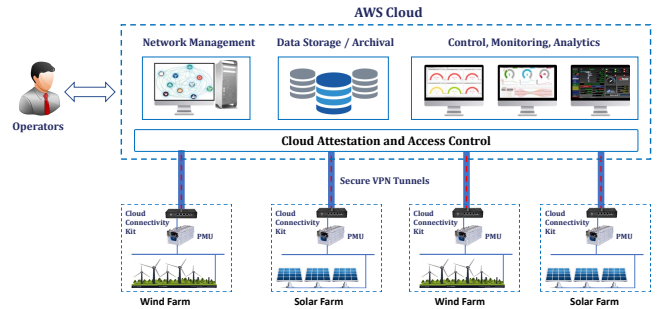 AWS Cloud
Network Management
Data Storage / Archival
Control, Monitoring, Analytics
Operators
Cloud Attestation and Access Control
Secure VPN Tunnels
Cloud
Connectivity
Kit
PMU
Wind Farm
Cloud
Connectivity
Kit
PMU
Solar Farm
Cloud
Connectivity
Kit
PMU
Wind Farm
Cloud
Connectivity
Kit
PMU
Solar Farm